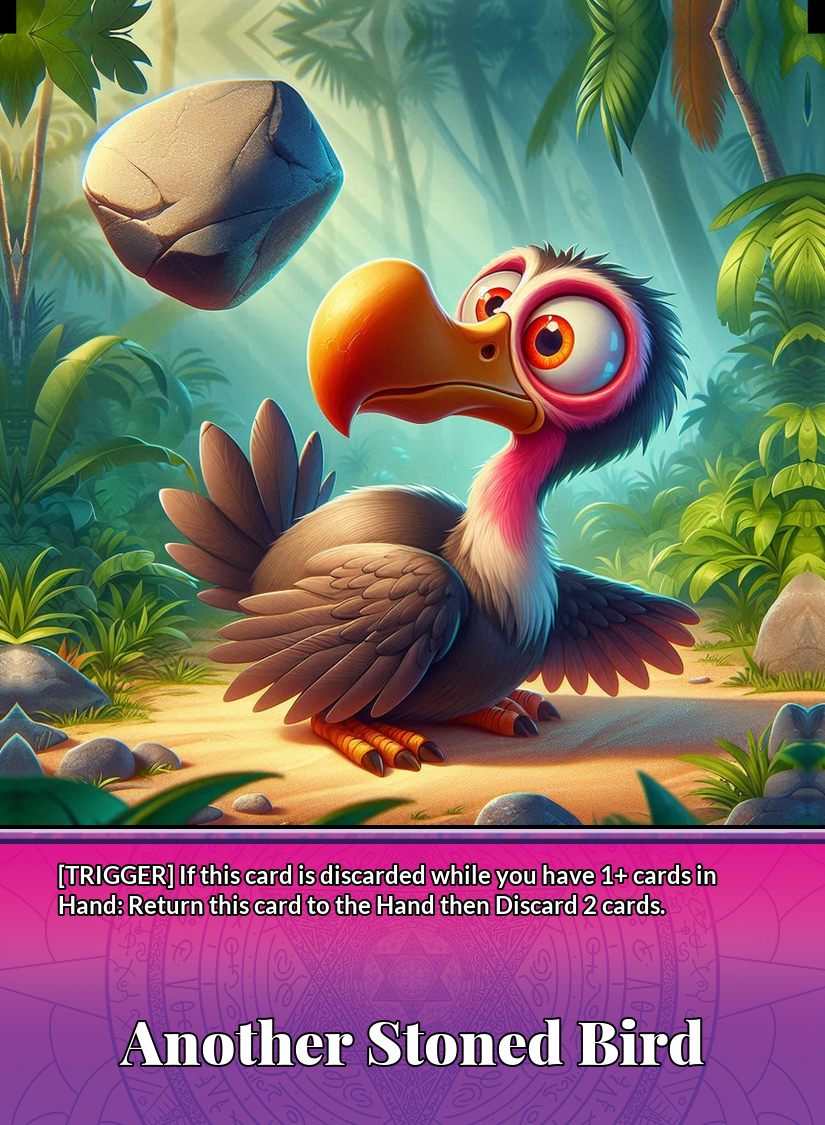 [TRIGGER] If this card is discarded while you have 1+ cards in
Hand: Return this card to the Hand then Discard 2 cards.
Another Stoned Bird